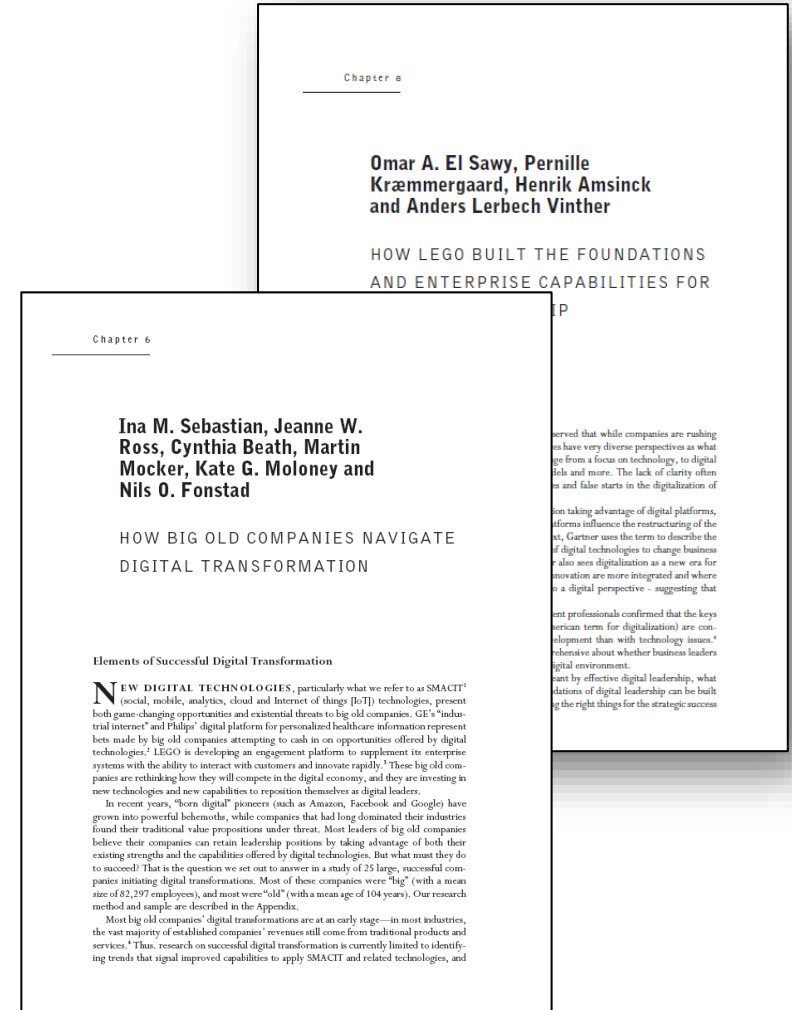 Chapter 8
Omar A. El Sawy, Pernille
Kræmmergaard, Henrik Amsinck
and Anders Lerbech Vinther
HOW LEGO BUILT THE FOUNDATIONS
AND ENTERPRISE CAPABILITIES FOR
IP
served that while companies are rushing
es have very diverse perspectives as what
ge from a focus on technology, to digital
dels and more. The lack of clarity often
es and false starts in the digitalization of
ion taking advantage of digital platforms,
atforms influence the restructuring of the
xt, Gartner uses the term to describe the
of digital technologies to change business
r also sees digitalization as a new era for
nnovation are more integrated and where
o a digital perspective – suggesting that
ent professionals confirmed that the keys
nerican term for digitalization) are con-
velopment than with technology issues.⁴
rehensive about whether business leaders
igital environment.
eant by effective digital leadership, what
dations of digital leadership can be built
ng the right things for the strategic success
Chapter 6
Ina M. Sebastian, Jeanne W.
Ross, Cynthia Beath, Martin
Mocker, Kate G. Moloney and
Nils O. Fonstad
HOW BIG OLD COMPANIES NAVIGATE
DIGITAL TRANSFORMATION
Elements of Successful Digital Transformation
NEW DIGITAL TECHNOLOGIES, particularly what we refer to as SMACIT¹
(social, mobile, analytics, cloud and Internet of things [IoT]) technologies, present
both game-changing opportunities and existential threats to big old companies. GE's “indus-
trial internet” and Philips' digital platform for personalized healthcare information represent
bets made by big old companies attempting to cash in on opportunities offered by digital
technologies.² LEGO is developing an engagement platform to supplement its enterprise
systems with the ability to interact with customers and innovate rapidly.³ These big old com-
panies are rethinking how they will compete in the digital economy, and they are investing in
new technologies and new capabilities to reposition themselves as digital leaders.
In recent years, “born digital” pioneers (such as Amazon, Facebook and Google) have
grown into powerful behemoths, while companies that had long dominated their industries
found their traditional value propositions under threat. Most leaders of big old companies
believe their companies can retain leadership positions by taking advantage of both their
existing strengths and the capabilities offered by digital technologies. But what must they do
to succeed? That is the question we set out to answer in a study of 25 large, successful com-
panies initiating digital transformations. Most of these companies were “big” (with a mean
size of 82,297 employees), and most were “old” (with a mean age of 104 years). Our research
method and sample are described in the Appendix.
Most big old companies' digital transformations are at an early stage—in most industries,
the vast majority of established companies' revenues still come from traditional products and
services.⁴ Thus. research on successful digital transformation is currently limited to identify-
ing trends that signal improved capabilities to apply SMACIT and related technologies, and